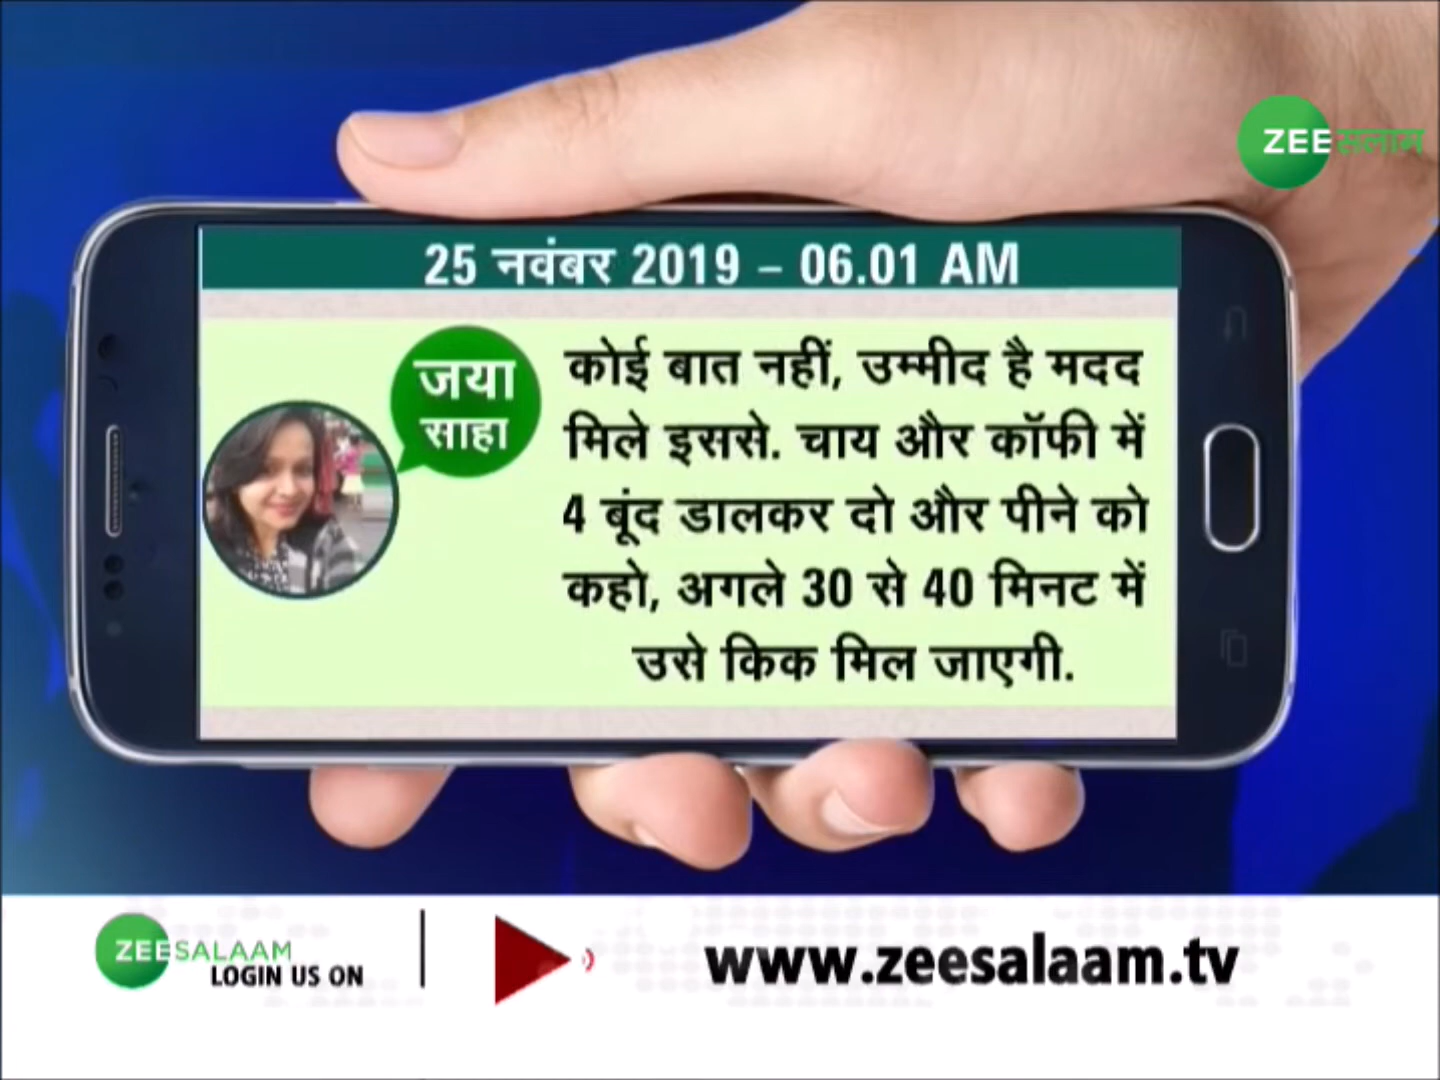 ZEE सलाम
25 नवंबर 2019 – 06.01 AM
जया
साहा
कोई बात नहीं, उम्मीद है मदद
मिले इससे. चाय और कॉफी में
4 बूंद डालकर दो और पीने को
कहो, अगले 30 से 40 मिनट में
उसे किक मिल जाएगी.
ZEESALAAM
LOGIN US ON
www.zeesalaam.tv